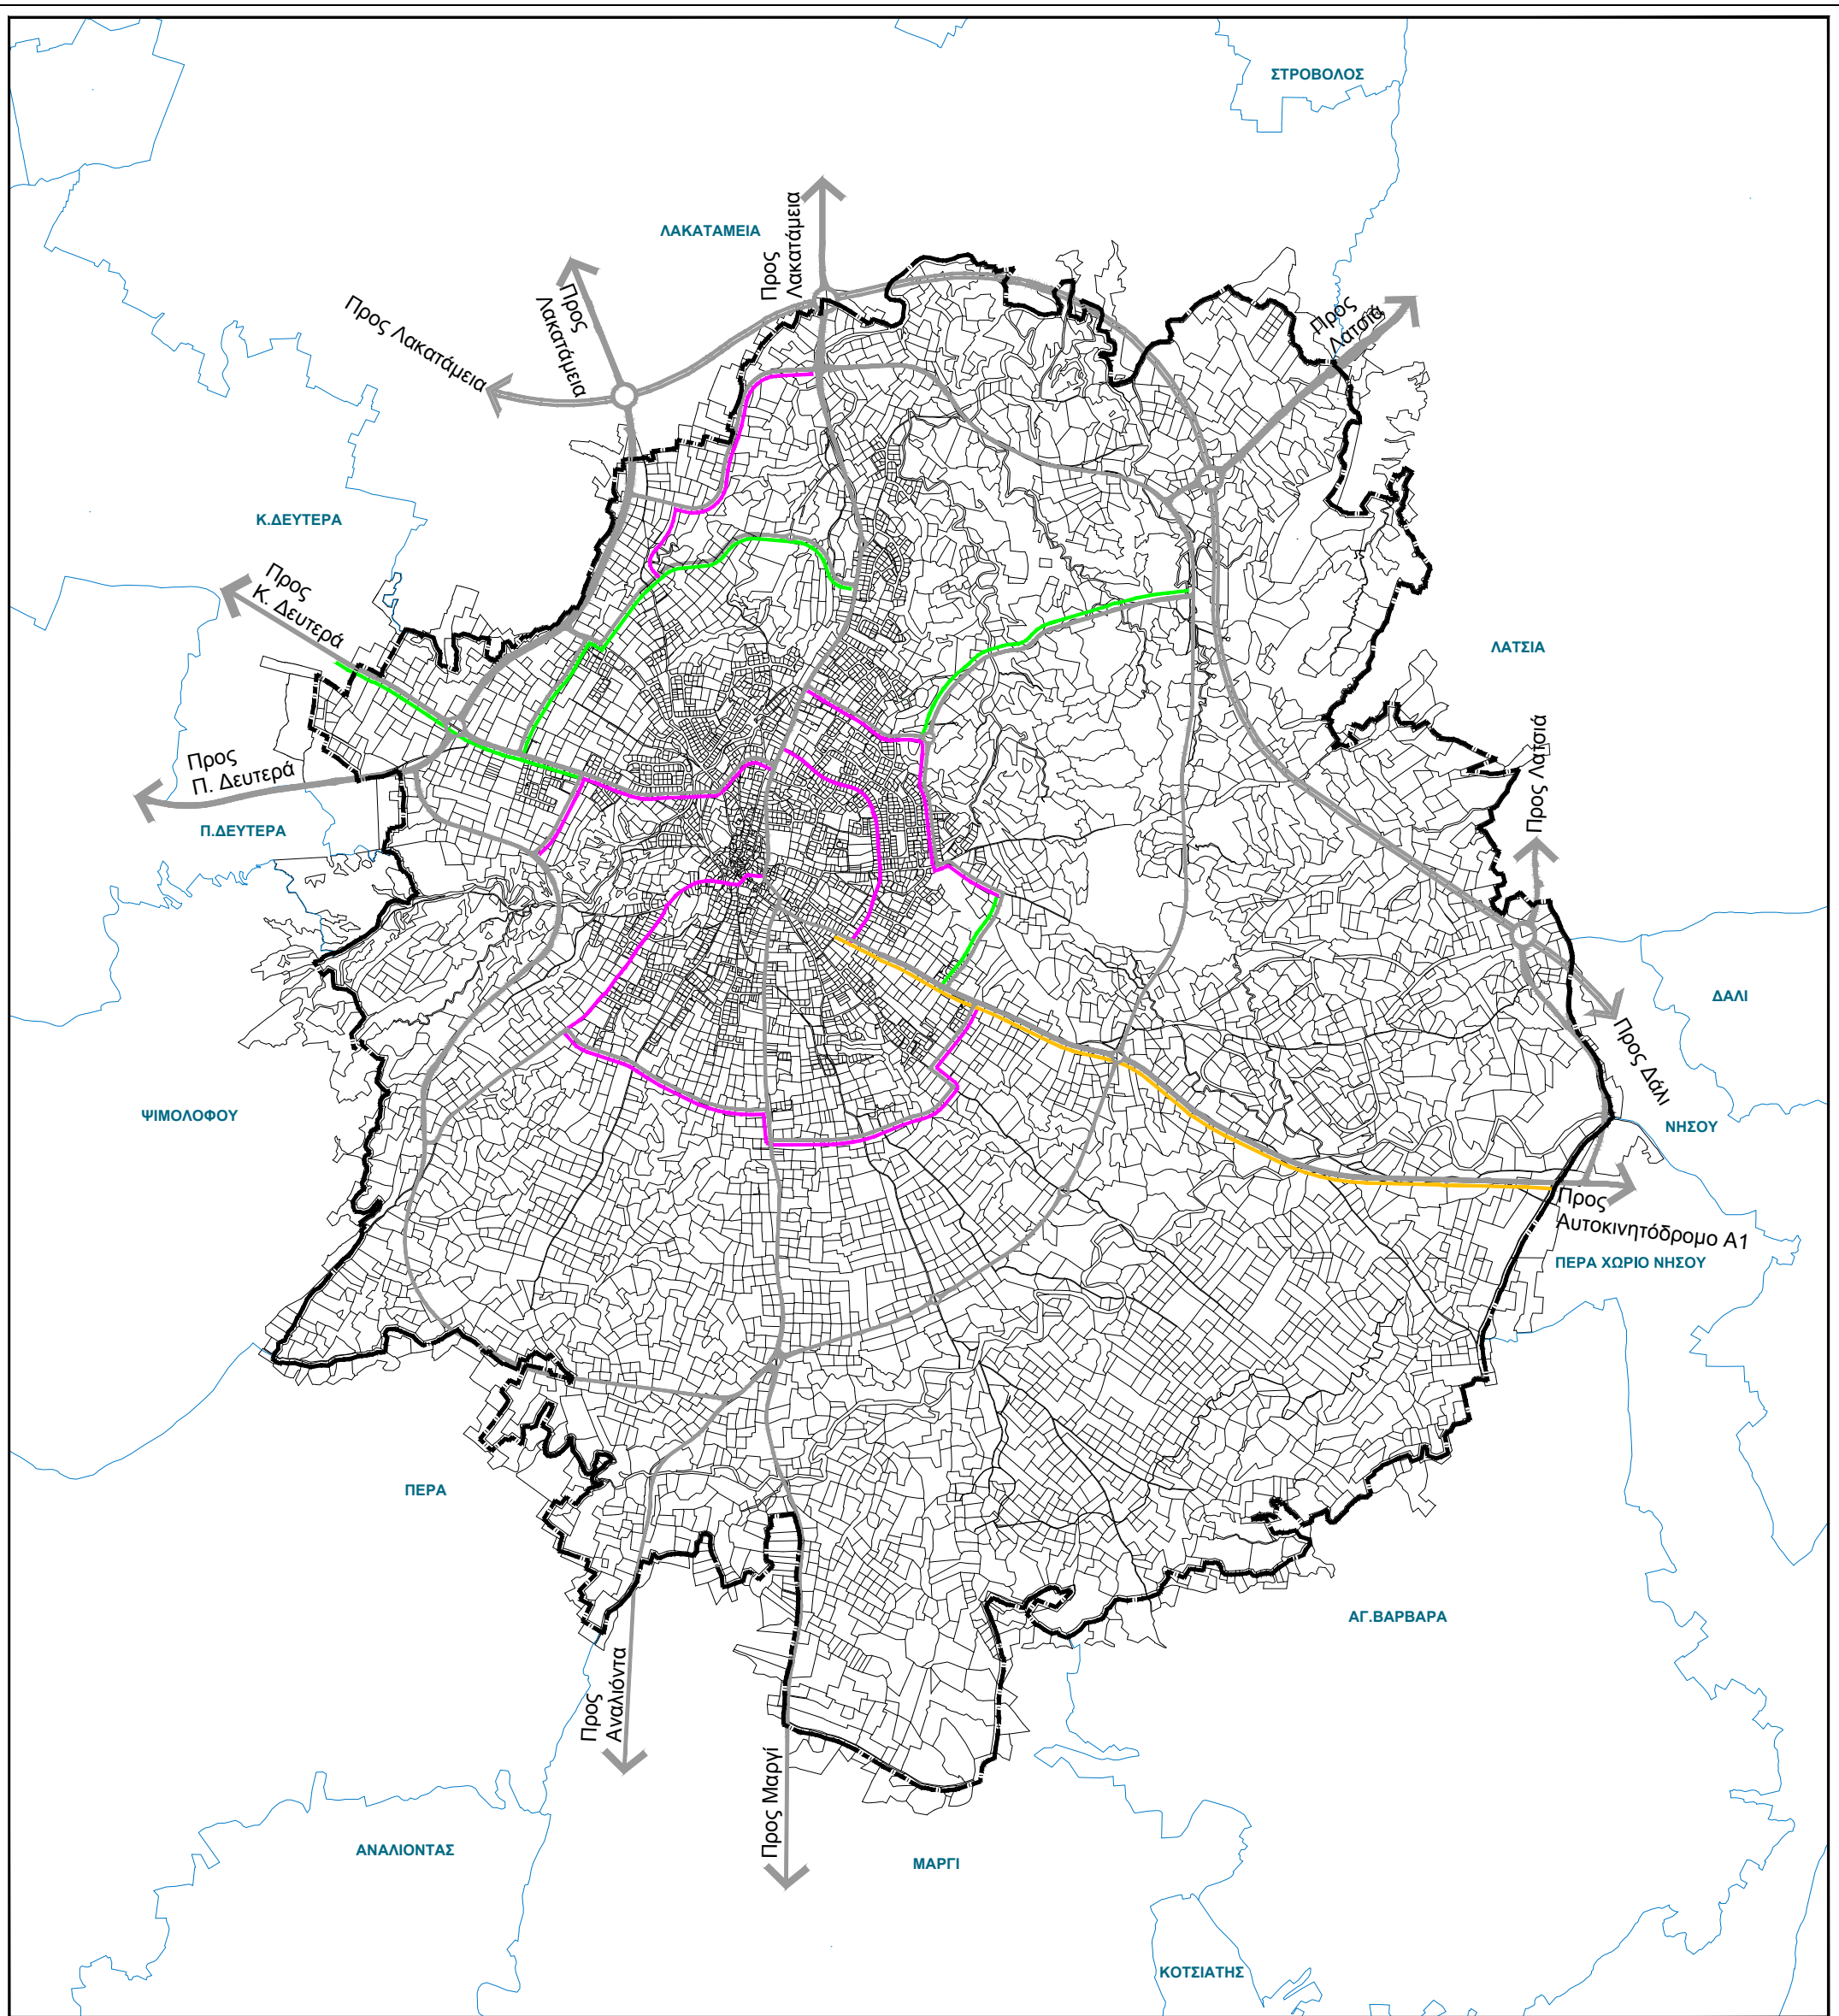 ΣΤΡΟΒΟΛΟΣ
ΛΑΚΑΤΑΜΕΙΑ
Προς
Λακατάμεια
Προς
Λακατάμεια
Προς Λακατάμεια
Προς
Λατσιά
Κ.ΔΕΥΤΕΡΑ
Προς
Κ. Δευτερά
ΛΑΤΣΙΑ
Προς Λατσιά
Προς
Π. Δευτερά
Π.ΔΕΥΤΕΡΑ
ΔΑΛΙ
Προς Δάλι
ΨΙΜΟΛΟΦΟΥ
ΝΗΣΟΥ
Προς
Αυτοκινητόδρομο Α1
ΠΕΡΑ ΧΩΡΙΟ ΝΗΣΟΥ
ΠΕΡΑ
ΑΓ.ΒΑΡΒΑΡΑ
Προς
Αναλιόντα
Προς Μαργί
ΑΝΑΛΙΟΝΤΑΣ
ΜΑΡΓΙ
ΚΟΤΣΙΑΤΗΣ